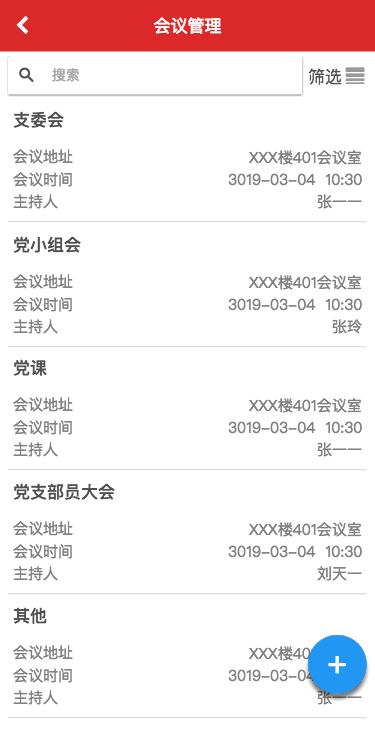 会议管理
搜索 筛选
支委会
会议地址 XXX楼401会议室
会议时间 3019-03-04 10:30
主持人 张一一
党小组会
会议地址 XXX楼401会议室
会议时间 3019-03-04 10:30
主持人 张玲
党课
会议地址 XXX楼401会议室
会议时间 3019-03-04 10:30
主持人 张一一
党支部员大会
会议地址 XXX楼401会议室
会议时间 3019-03-04 10:30
主持人 刘天一
其他
会议地址 XXX楼40
会议时间 3019-03-04
主持人 张一一